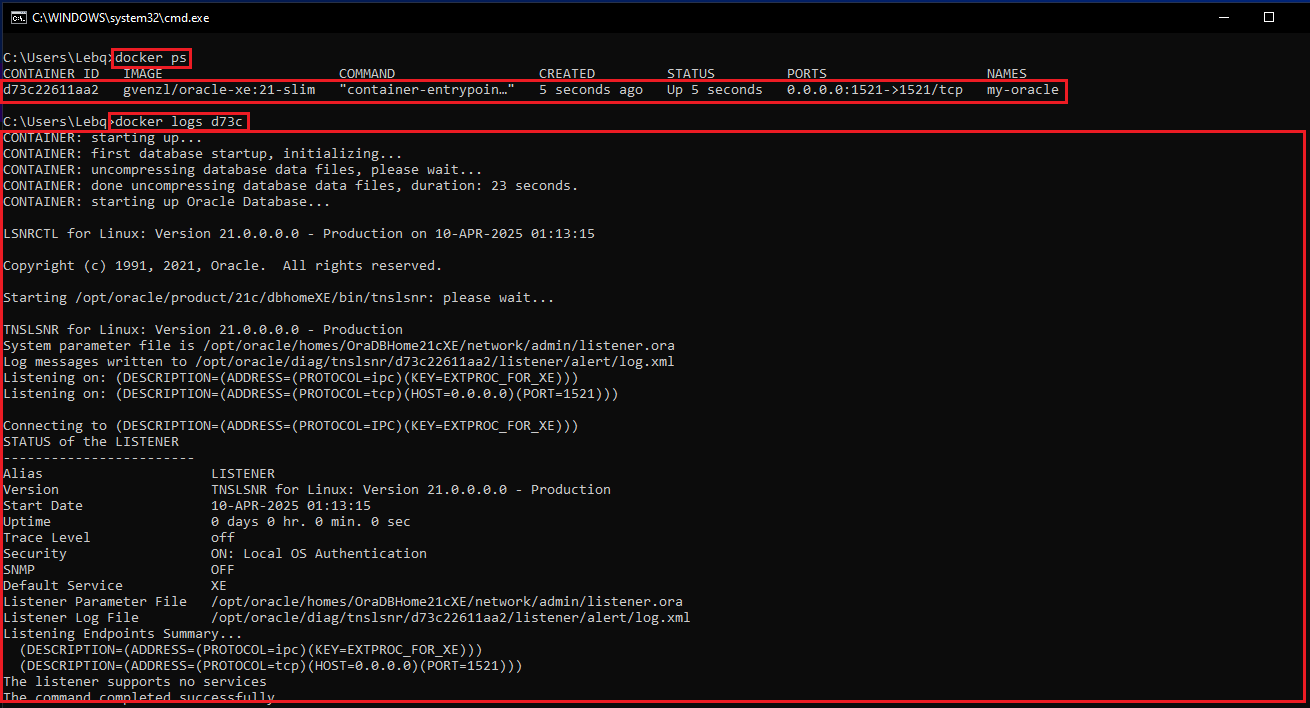 C:\WINDOWS\system32\cmd.exe
C:\Users\Lebq>docker ps
CONTAINER ID   IMAGE                      COMMAND                  CREATED         STATUS         PORTS                    NAMES
d73c22611aa2   gvenzl/oracle-xe:21-slim   "container-entrypoin…"   5 seconds ago   Up 5 seconds   0.0.0.0:1521->1521/tcp   my-oracle
C:\Users\Lebq>docker logs d73c
CONTAINER: starting up...
CONTAINER: first database startup, initializing...
CONTAINER: uncompressing database data files, please wait...
CONTAINER: done uncompressing database data files, duration: 23 seconds.
CONTAINER: starting up Oracle Database...
LSNRCTL for Linux: Version 21.0.0.0.0 - Production on 10-APR-2025 01:13:15
Copyright (c) 1991, 2021, Oracle.  All rights reserved.
Starting /opt/oracle/product/21c/dbhomeXE/bin/tnslsnr: please wait...
TNSLSNR for Linux: Version 21.0.0.0.0 - Production
System parameter file is /opt/oracle/homes/OraDBHome21cXE/network/admin/listener.ora
Log messages written to /opt/oracle/diag/tnslsnr/d73c22611aa2/listener/alert/log.xml
Listening on: (DESCRIPTION=(ADDRESS=(PROTOCOL=ipc)(KEY=EXTPROC_FOR_XE)))
Listening on: (DESCRIPTION=(ADDRESS=(PROTOCOL=tcp)(HOST=0.0.0.0)(PORT=1521)))
Connecting to (DESCRIPTION=(ADDRESS=(PROTOCOL=IPC)(KEY=EXTPROC_FOR_XE)))
STATUS of the LISTENER
------------------------
Alias                     LISTENER
Version                   TNSLSNR for Linux: Version 21.0.0.0.0 - Production
Start Date                10-APR-2025 01:13:15
Uptime                    0 days 0 hr. 0 min. 0 sec
Trace Level               off
Security                  ON: Local OS Authentication
SNMP                      OFF
Default Service           XE
Listener Parameter File   /opt/oracle/homes/OraDBHome21cXE/network/admin/listener.ora
Listener Log File         /opt/oracle/diag/tnslsnr/d73c22611aa2/listener/alert/log.xml
Listening Endpoints Summary...
  (DESCRIPTION=(ADDRESS=(PROTOCOL=ipc)(KEY=EXTPROC_FOR_XE)))
  (DESCRIPTION=(ADDRESS=(PROTOCOL=tcp)(HOST=0.0.0.0)(PORT=1521)))
The listener supports no services
The command completed successfully